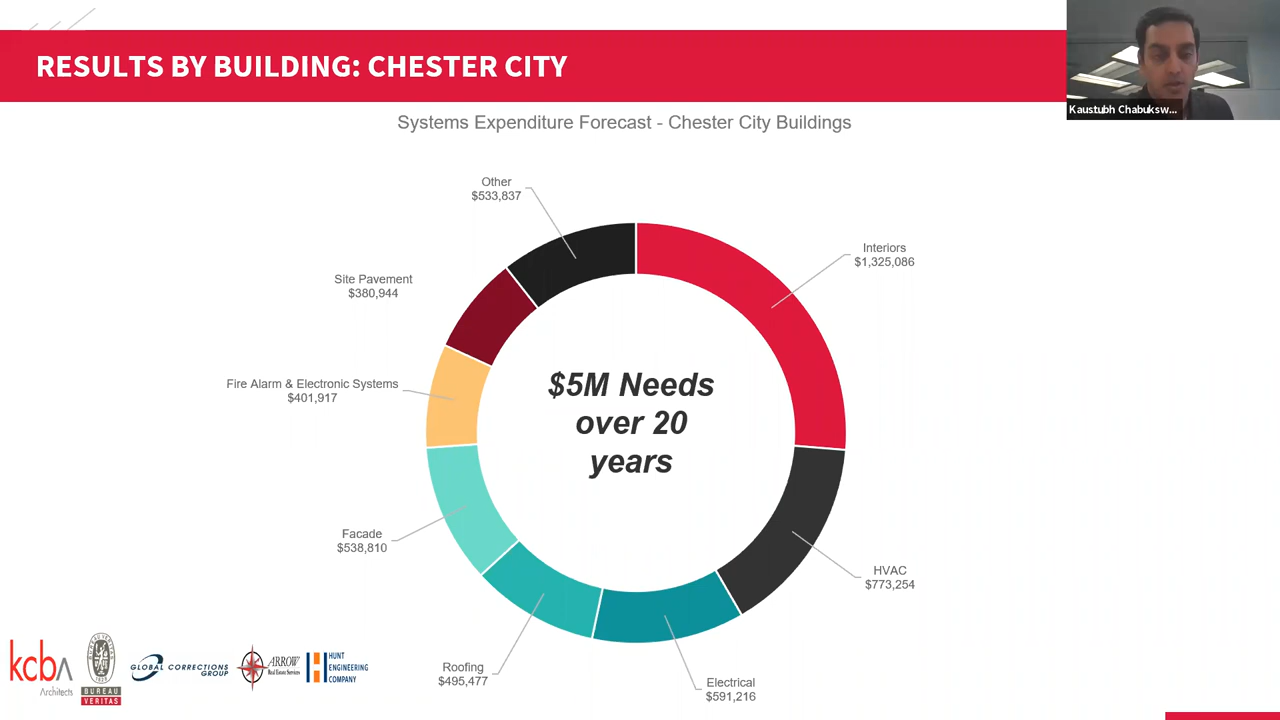 RESULTS BY BUILDING: CHESTER CITY
Kaustubh Chabuksw...
Systems Expenditure Forecast - Chester City Buildings
Other
$533,837
Interiors
$1,325,086
Site Pavement
$380,944
Fire Alarm & Electronic Systems
$401,917
$5M Needs
over 20
years
Facade
$538,810
HVAC
$773,254
Roofing
$495,477
Electrical
$591,216
kcba
Architects
BUREAU
VERITAS
GLOBAL CORRECTIONS
GROUP
ARROW
Real Estate Services
HUNT
ENGINEERING
COMPANY